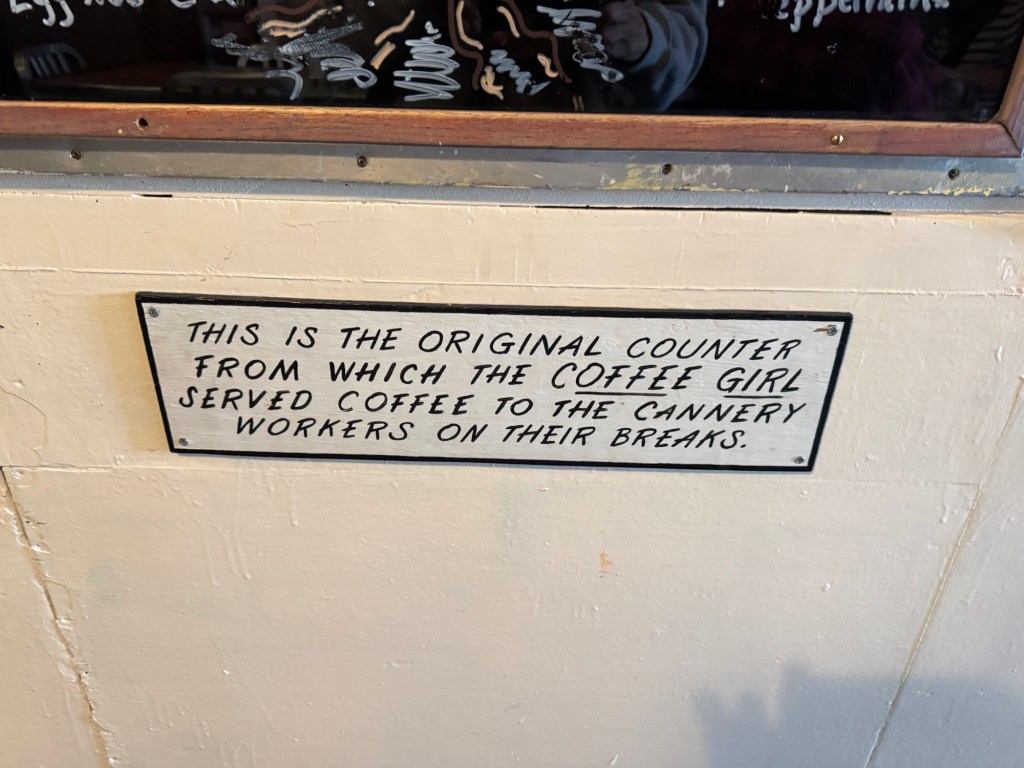 THIS IS THE ORIGINAL COUNTER
FROM WHICH THE COFFEE GIRL
SERVED COFFEE TO THE CANNERY
WORKERS ON THEIR BREAKS.